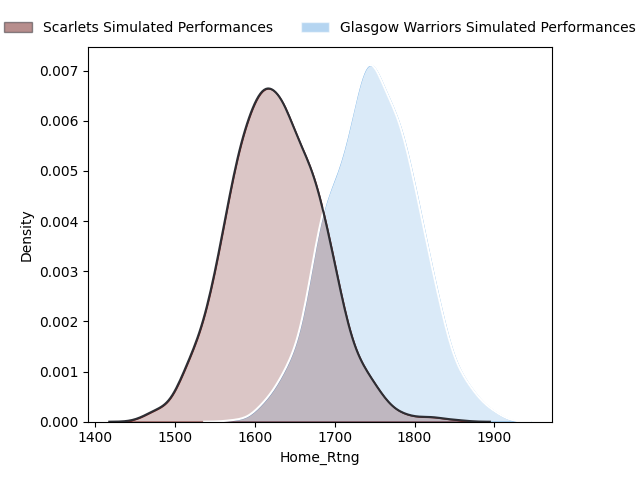 Scarlets Simulated Performances Glasgow Warriors Simulated Performances
0.007
0.006
0.005
0.004
0.003
0.002
0.001
0.000
Density
1400 1500 1600 1700 1800 1900
Home_Rtng